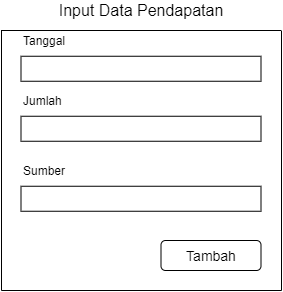 Input Data Pendapatan
Tanggal
Jumlah
Sumber
Tambah